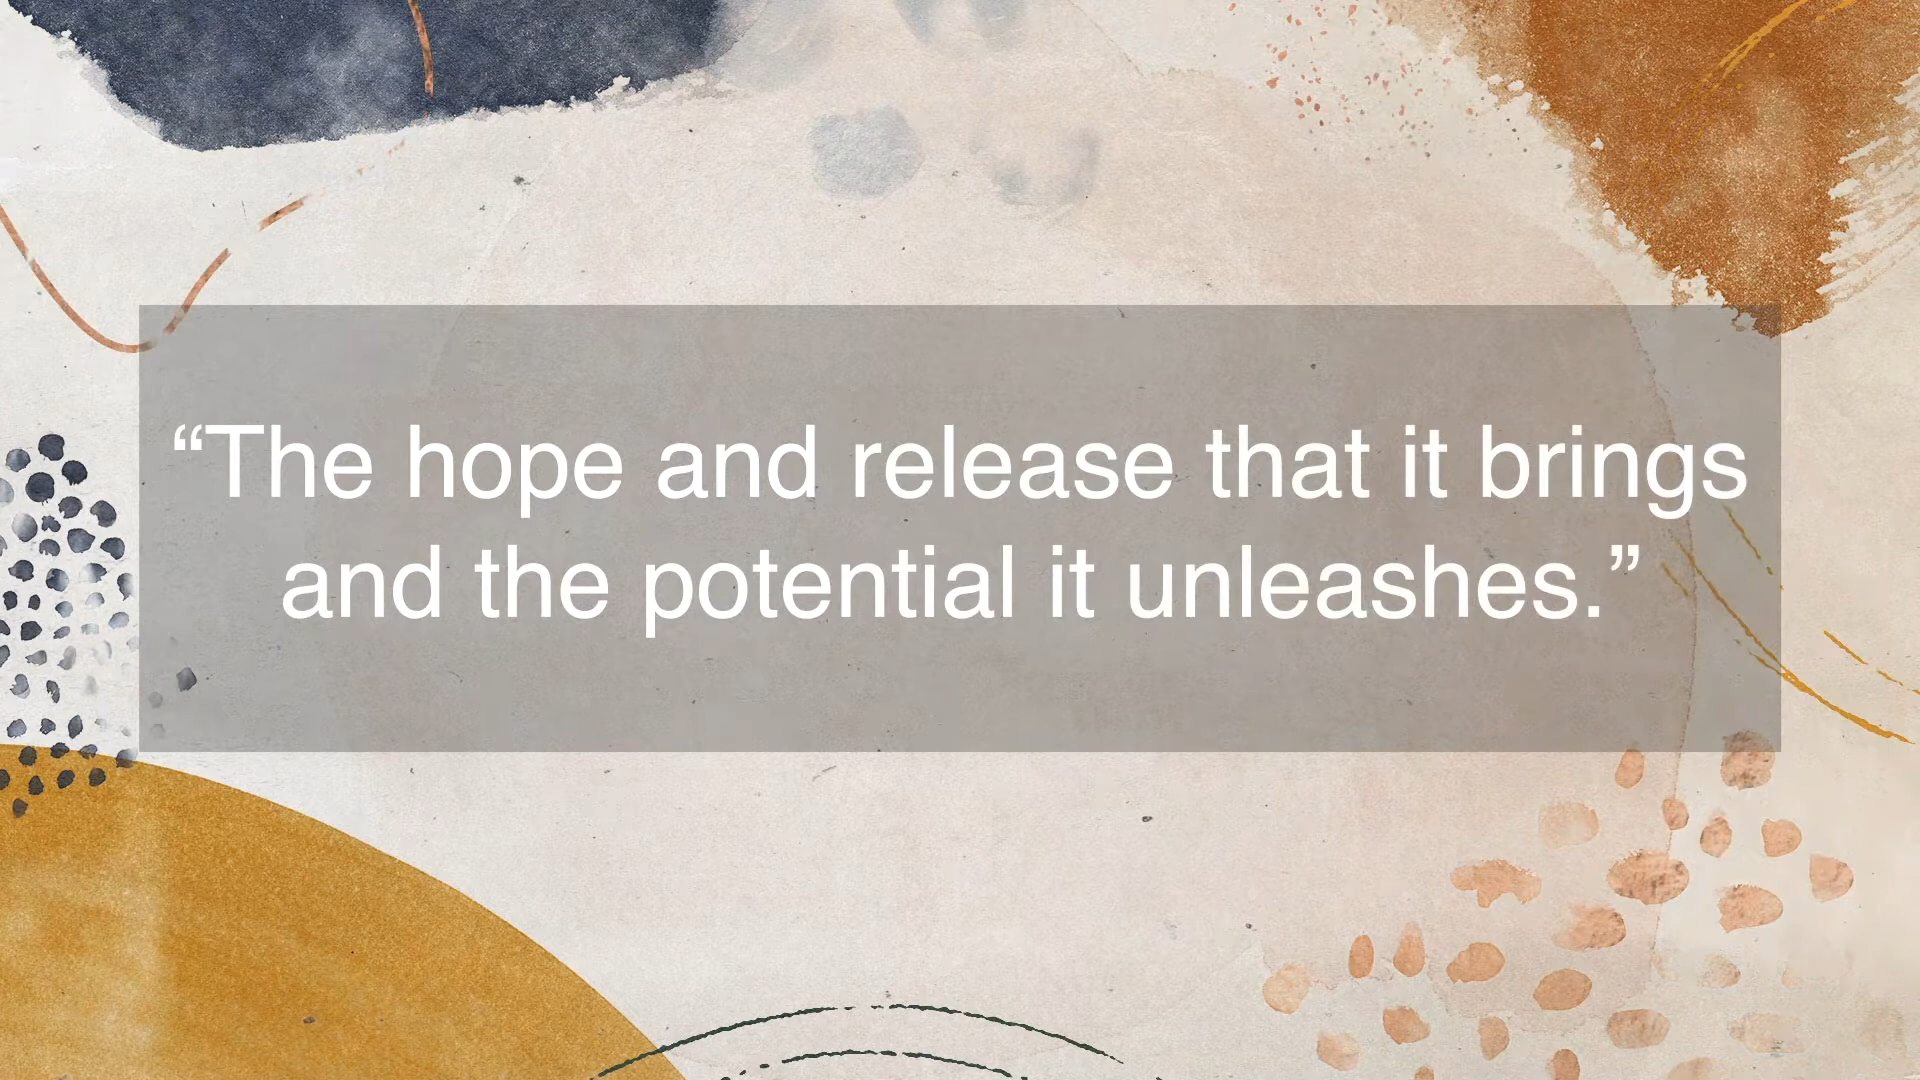 “The hope and release that it brings
and the potential it unleashes.”